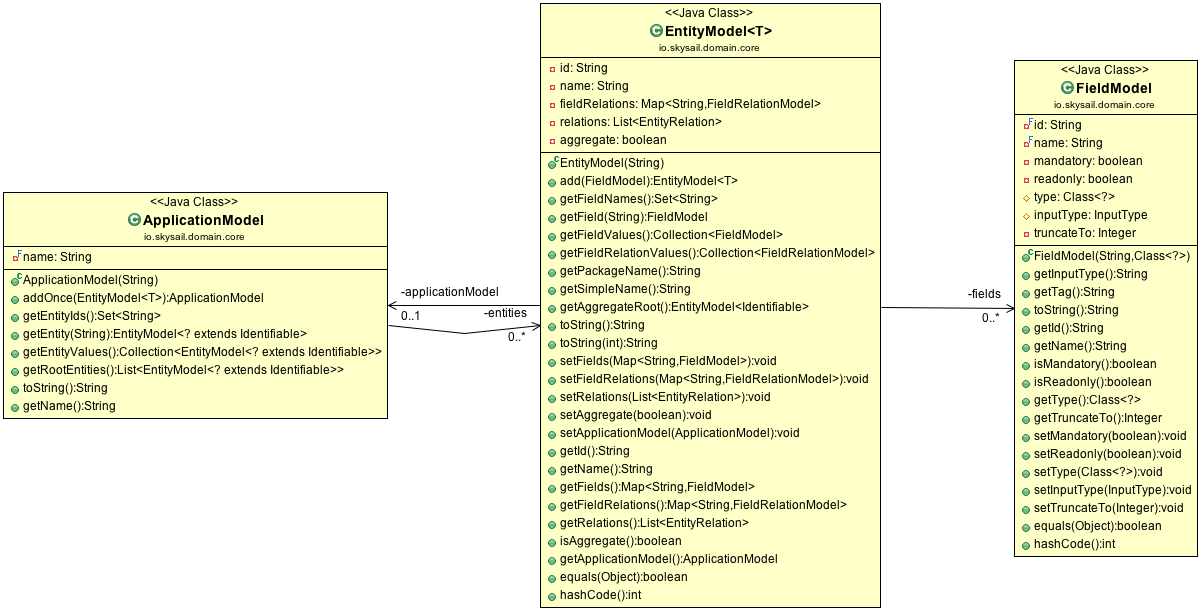 <<Java Class>>
ApplicationModel
io.skysail.domain.core
name: String
ApplicationModel(String)
addOnce(EntityModel<T>):ApplicationModel
getEntityIds():Set<String>
getEntity(String):EntityModel<? extends Identifiable>
getEntityValues():Collection<EntityModel<? extends Identifiable>>
getRootEntities():List<EntityModel<? extends Identifiable>>
toString():String
getName():String
-applicationModel
0..1
-entities
0..*
<<Java Class>>
EntityModel<T>
io.skysail.domain.core
id: String
name: String
fieldRelations: Map<String,FieldRelationModel>
relations: List<EntityRelation>
aggregate: boolean
EntityModel(String)
add(FieldModel):EntityModel<T>
getFieldNames():Set<String>
getField(String):FieldModel
getFieldValues():Collection<FieldModel>
getFieldRelationValues():Collection<FieldRelationModel>
getPackageName():String
getSimpleName():String
getAggregateRoot():EntityModel<Identifiable>
toString():String
toString(int):String
setFields(Map<String,FieldModel>):void
setFieldRelations(Map<String,FieldRelationModel>):void
setRelations(List<EntityRelation>):void
setAggregate(boolean):void
setApplicationModel(ApplicationModel):void
getId():String
getName():String
getFields():Map<String,FieldModel>
getFieldRelations():Map<String,FieldRelationModel>
getRelations():List<EntityRelation>
isAggregate():boolean
getApplicationModel():ApplicationModel
equals(Object):boolean
hashCode():int
-fields
0..*
<<Java Class>>
FieldModel
io.skysail.domain.core
id: String
name: String
mandatory: boolean
readonly: boolean
type: Class<?>
inputType: InputType
truncateTo: Integer
FieldModel(String,Class<?>)
getInputType():String
getTag():String
toString():String
getId():String
getName():String
isMandatory():boolean
isReadonly():boolean
getType():Class<?>
getTruncateTo():Integer
setMandatory(boolean):void
setReadonly(boolean):void
setType(Class<?>):void
setInputType(InputType):void
setTruncateTo(Integer):void
equals(Object):boolean
hashCode():int